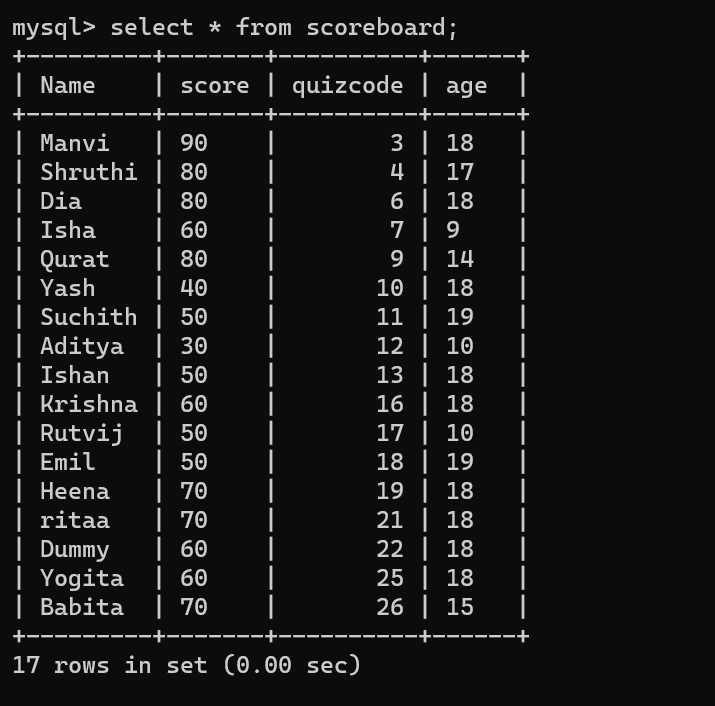 mysql> select * from scoreboard;
+---------+-------+----------+------+
| Name    | score | quizcode | age  |
+---------+-------+----------+------+
| Manvi   | 90    |        3 | 18   |
| Shruthi | 80    |        4 | 17   |
| Dia     | 80    |        6 | 18   |
| Isha    | 60    |        7 | 9    |
| Qurat   | 80    |        9 | 14   |
| Yash    | 40    |       10 | 18   |
| Suchith | 50    |       11 | 19   |
| Aditya  | 30    |       12 | 10   |
| Ishan   | 50    |       13 | 18   |
| Krishna | 60    |       16 | 18   |
| Rutvij  | 50    |       17 | 10   |
| Emil    | 50    |       18 | 19   |
| Heena   | 70    |       19 | 18   |
| ritaa   | 70    |       21 | 18   |
| Dummy   | 60    |       22 | 18   |
| Yogita  | 60    |       25 | 18   |
| Babita  | 70    |       26 | 15   |
+---------+-------+----------+------+
17 rows in set (0.00 sec)